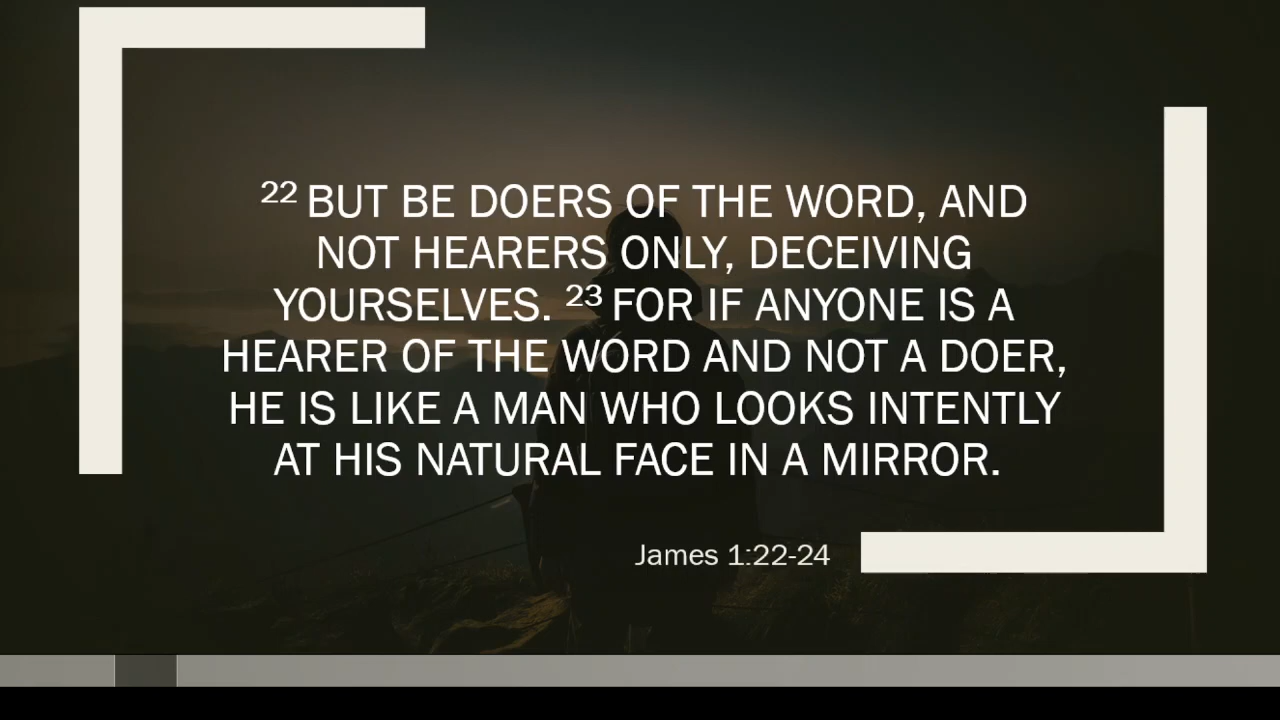 22 BUT BE DOERS OF THE WORD, AND
NOT HEARERS ONLY, DECEIVING
YOURSELVES. 23 FOR IF ANYONE IS A
HEARER OF THE WORD AND NOT A DOER,
HE IS LIKE A MAN WHO LOOKS INTENTLY
AT HIS NATURAL FACE IN A MIRROR.
James 1:22-24